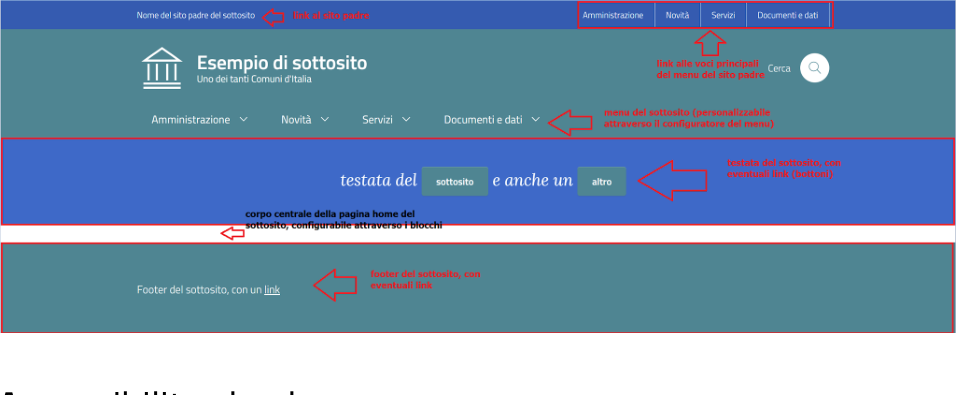 Nome del sito padre del sottosito
link al sito padre
Amministrazione Novità Servizi Documenti e dati
link alle voci principali
del menu del sito padre
Esempio di sottosito
Uno dei tanti Comuni d'Italia
Cerca
Amministrazione Novità Servizi Documenti e dati
menu del sottosito (personalizzabile
attraverso il configuratore del menu)
testata del sottosito e anche un altro
testata del sottosito, con
eventuali link (bottoni)
corpo centrale della pagina home del
sottosito, configurabile attraverso i blocchi
footer del sottosito, con
eventuali link
Footer del sottosito, con un link